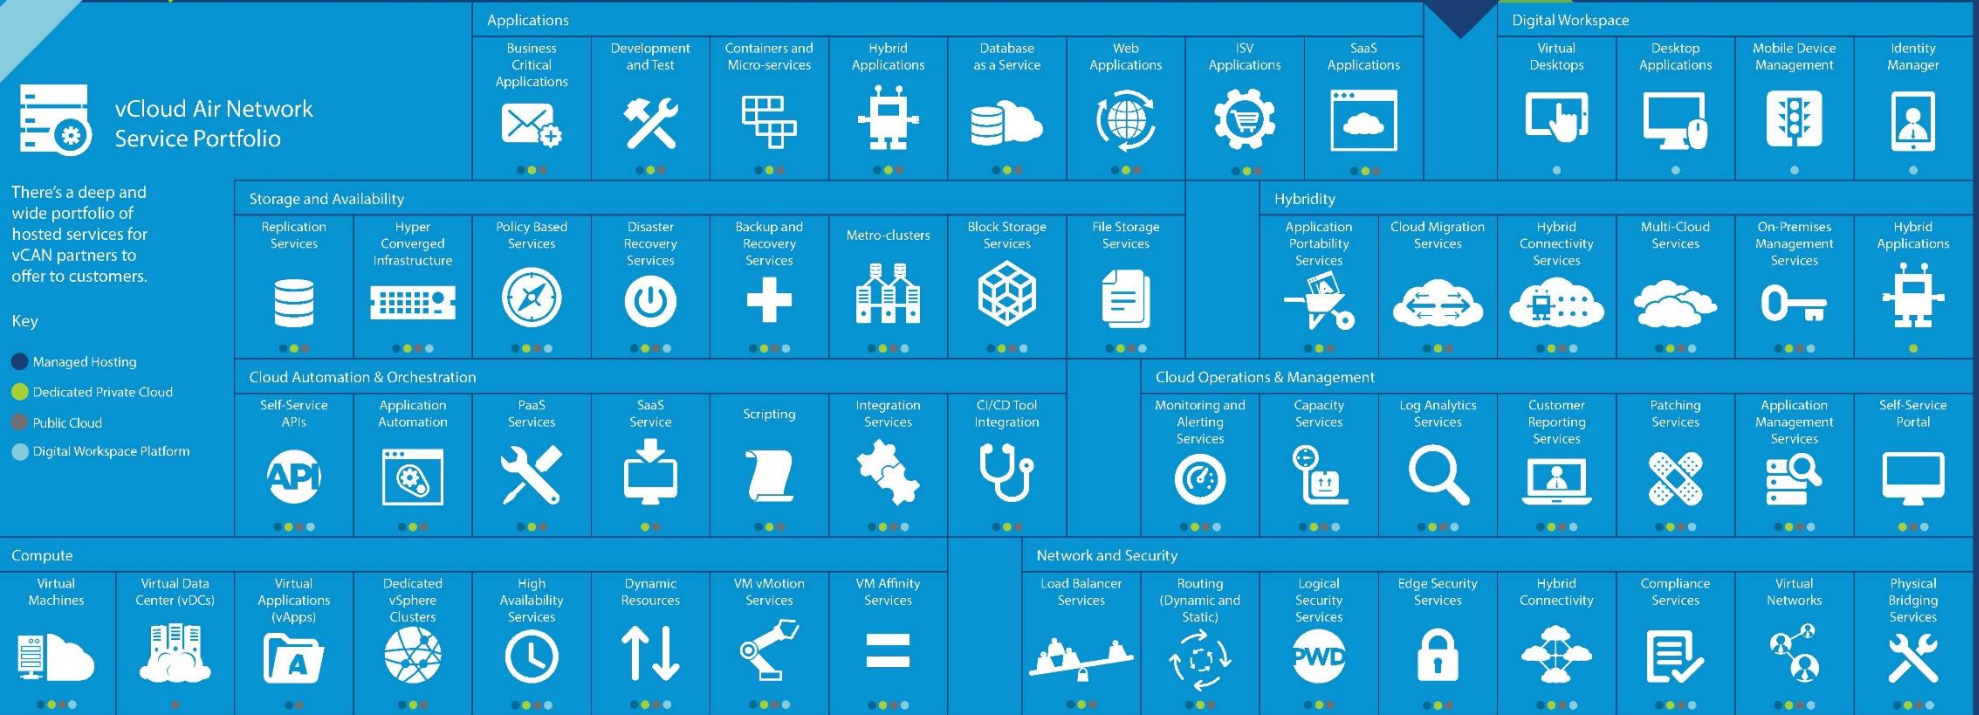 vCloud Air Network
Service Portfolio
There's a deep and
wide portfolio of
hosted services for
vCAN partners to
offer to customers.
Key
Managed Hosting
Dedicated Private Cloud
Public Cloud
Digital Workspace Platform
Applications
Business
Critical
Applications
Development
and Test
Containers and
Micro-services
Hybrid
Applications
Database
as a Service
Web
Applications
ISV
Applications
SaaS
Applications
Digital Workspace
Virtual
Desktops
Desktop
Applications
Mobile Device
Management
Identity
Manager
Storage and Availability
Replication
Services
Hyper
Converged
Infrastructure
Policy Based
Services
Disaster
Recovery
Services
Backup and
Recovery
Services
Metro-clusters
Block Storage
Services
File Storage
Services
Hybridity
Application
Portability
Services
A
Cloud Migration
Services
Hybrid
Connectivity
Services
Multi-Cloud
Services
On-Premises
Management
Services
Hybrid
Applications
Cloud Automation & Orchestration
Self-Service
APIs
API
Application
Automation
PaaS
Services
SaaS
Service
Scripting
Integration
Services
CI/CD Tool
Integration
Cloud Operations & Management
Monitoring and
Alerting
Services
Capacity
Services
Log Analytics
Services
Customer
Reporting
Services
Patching
Services
Application
Management
Services
Self-Service
Portal
Compute
Virtual
Machines
Virtual Data
Center (vDCs)
Virtual
Applications
(vApps)
A
Dedicated
vSphere
Clusters
High
Availability
Services
Dynamic
Resources
VM vMotion
Services
VM Affinity
Services
Network and Security
Load Balancer
Services
Routing
(Dynamic and
Static)
Logical
Security
Services
PWD
Edge Security
Services
Hybrid
Connectivity
Compliance
Services
Virtual
Networks
Physical
Bridging
Services